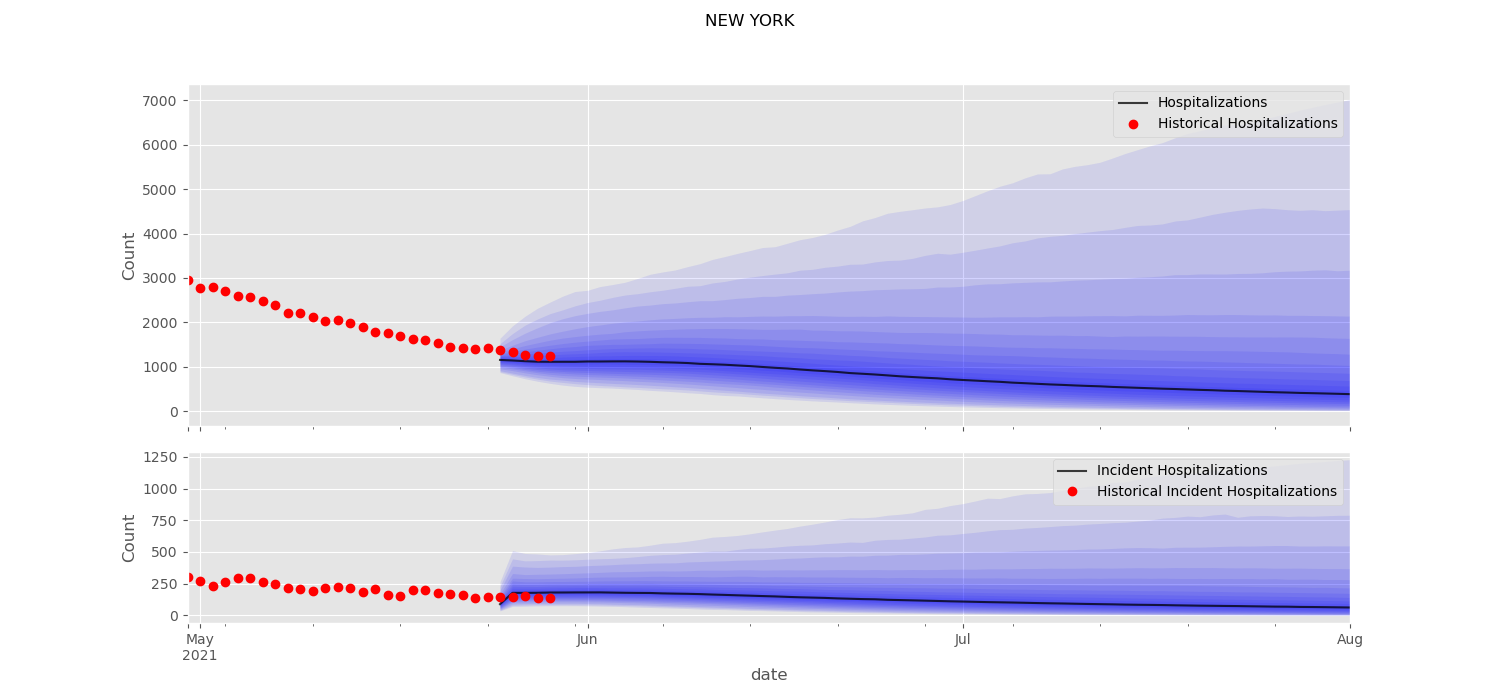 NEW YORK
7000
6000
5000
4000
3000
2000
1000
0
Count
Hospitalizations
Historical Hospitalizations
1250
1000
750
500
250
0
Count
Incident Hospitalizations
Historical Incident Hospitalizations
May
2021
Jun
Jul
Aug
date